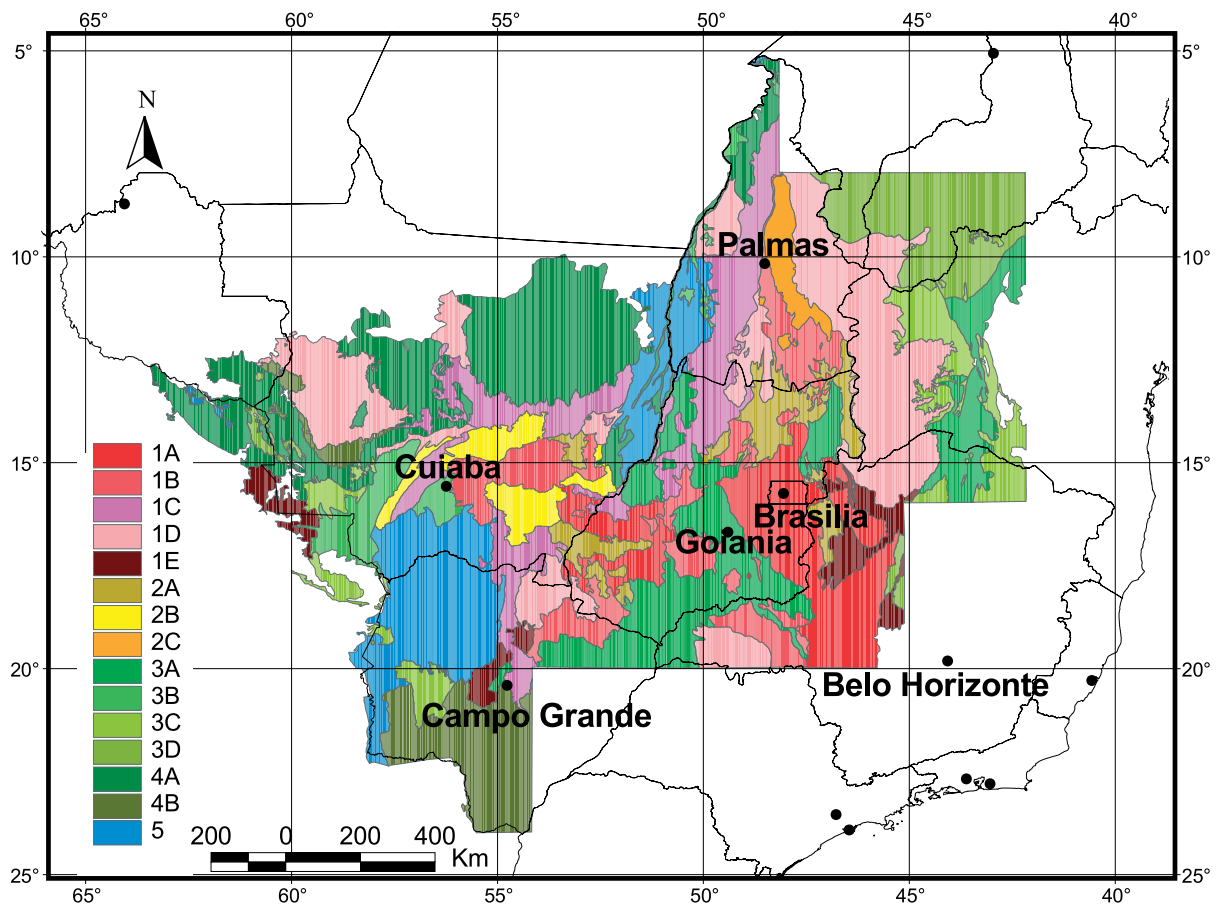 65° 60° 55° 50° 45° 40°
5° 5°
N
10° 10°
Palmas
15° 15°
Cuiaba
Brasilia
Goiania
20° 20°
Belo Horizonte
Campo Grande
1A
1B
1C
1D
1E
2A
2B
2C
3A
3B
3C
3D
4A
4B
5
200 0 200 400
Km
25° 25°
65° 60° 55° 50° 45° 40°